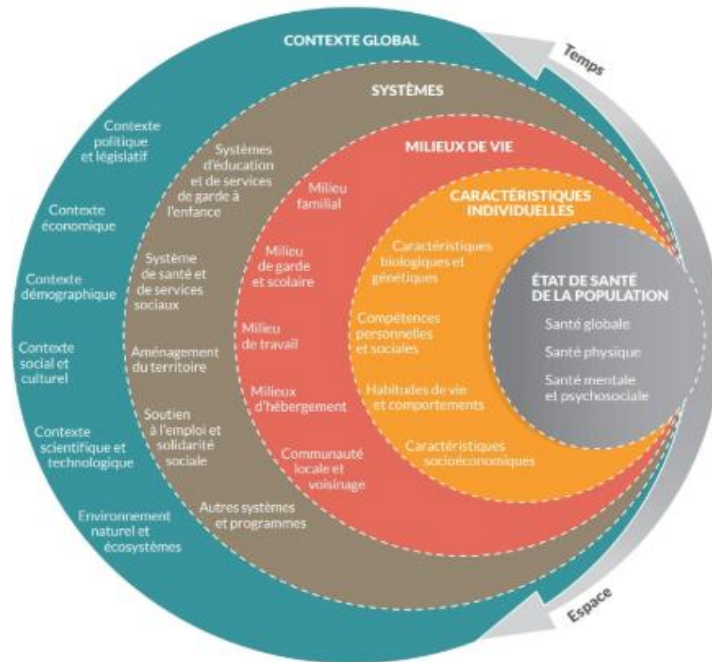 CONTEXTE GLOBAL
Temps
Contexte
politique
et législatif
Contexte
économique
Contexte
démographique
Contexte
social et
culturel
Contexte
scientifique et
technologique
Environnement
naturel et
écosystèmes
SYSTÈMES
Systèmes
d'éducation
et de services
de garde à
l'enfance
Système
de santé et
de services
sociaux
Aménagement
du territoire
Soutien
à l'emploi et
solidarité
sociale
Autres systèmes
et programmes
MILIEUX DE VIE
Milieu
familial
Milieu
de garde
et scolaire
Milieu
de travail
Milieux
d'hébergement
Communauté
locale et
voisinage
CARACTÉRISTIQUES
INDIVIDUELLES
Caractéristiques
biologiques et
génétiques
Compétences
personnelles
et sociales
Habitudes de vie
et comportements
Caractéristiques
socioéconomiques
ÉTAT DE SANTÉ
DE LA POPULATION
Santé globale
Santé physique
Santé mentale
et psychosociale
Espace